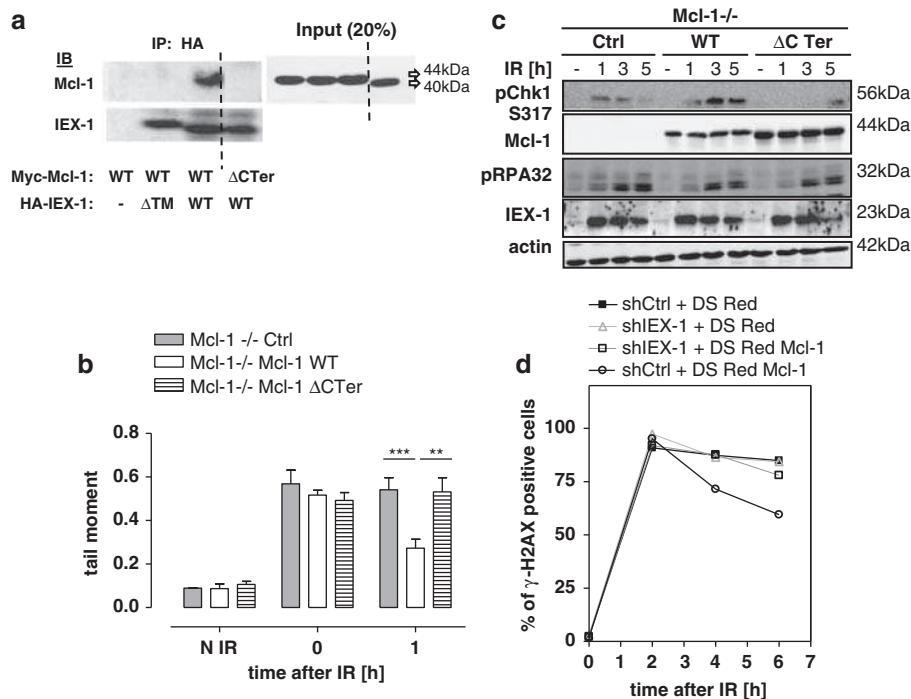 a
IP: HA
Input (20%)
IB
Mcl-1
44kDa
40kDa
IEX-1
Myc-Mcl-1: WT WT WT ΔCTer
HA-IEX-1: - ΔTM WT WT
c
Mcl-1-/-
Ctrl WT ΔC Ter
IR [h] - 1 3 5 - 1 3 5 - 1 3 5
pChk1 S317 56kDa
Mcl-1 44kDa
pRPA32 32kDa
IEX-1 23kDa
actin 42kDa
b
Mcl-1 -/- Ctrl
Mcl-1-/- Mcl-1 WT
Mcl-1-/- Mcl-1 ΔCTer
tail moment
0.8
0.6
0.4
0.2
0.0
*** **
N IR 0 1
time after IR [h]
d
shCtrl + DS Red
shIEX-1 + DS Red
shIEX-1 + DS Red Mcl-1
shCtrl + DS Red Mcl-1
% of γ-H2AX positive cells
100
75
50
25
0
0 1 2 3 4 5 6 7
time after IR [h]